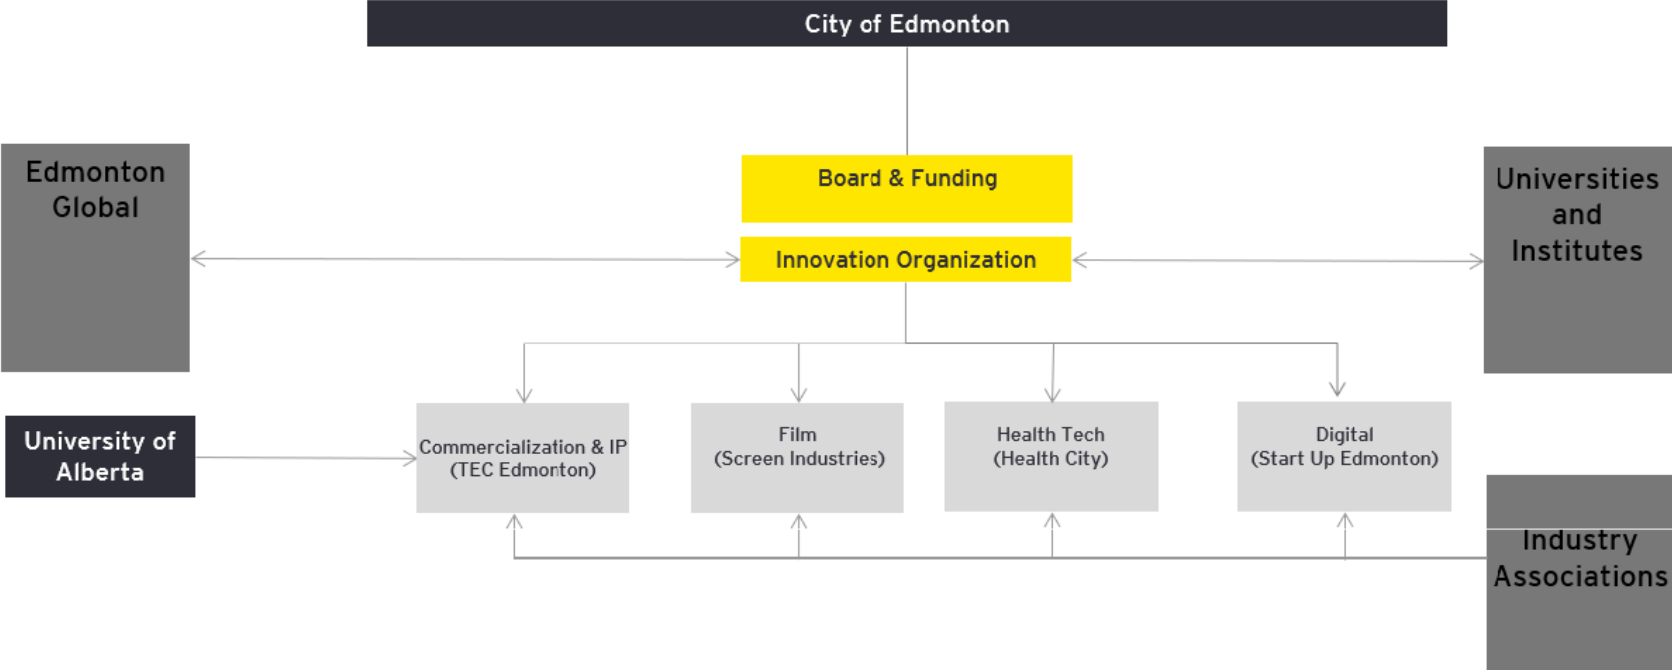 City of Edmonton
Edmonton
Global
Board & Funding
Universities
and
Institutes
Innovation Organization
University of
Alberta
Commercialization & IP
(TEC Edmonton)
Film
(Screen Industries)
Health Tech
(Health City)
Digital
(Start Up Edmonton)
Industry
Associations